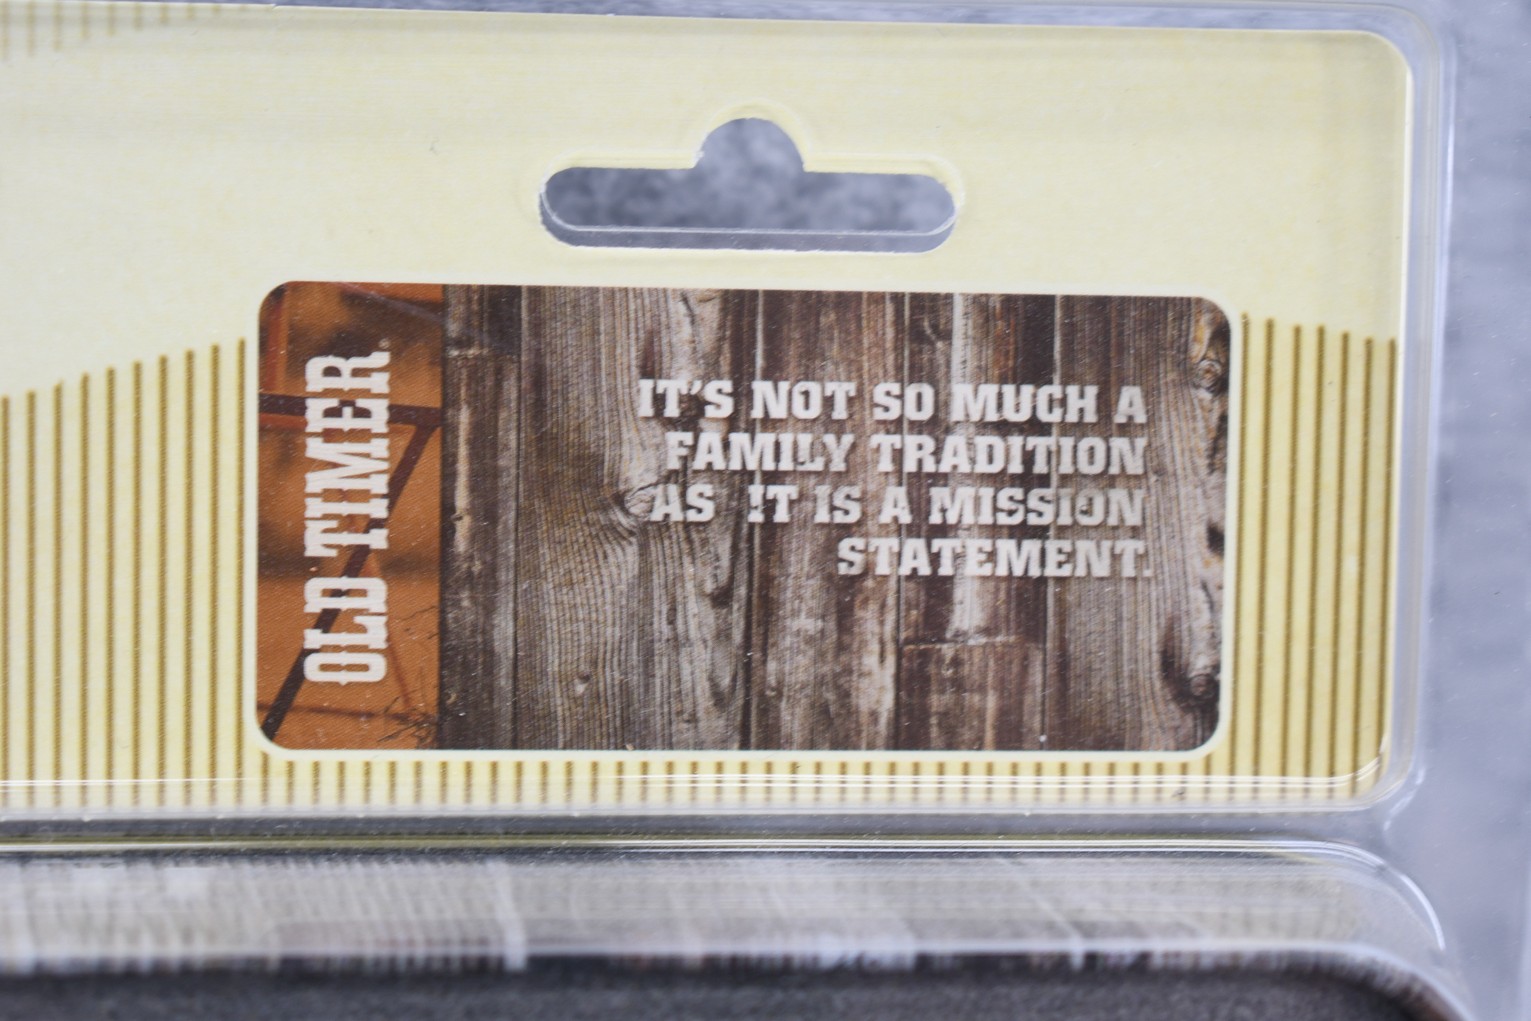 OLD TIMER
IT'S NOT SO MUCH A
FAMILY TRADITION
AS IT IS A MISSION
STATEMENT.